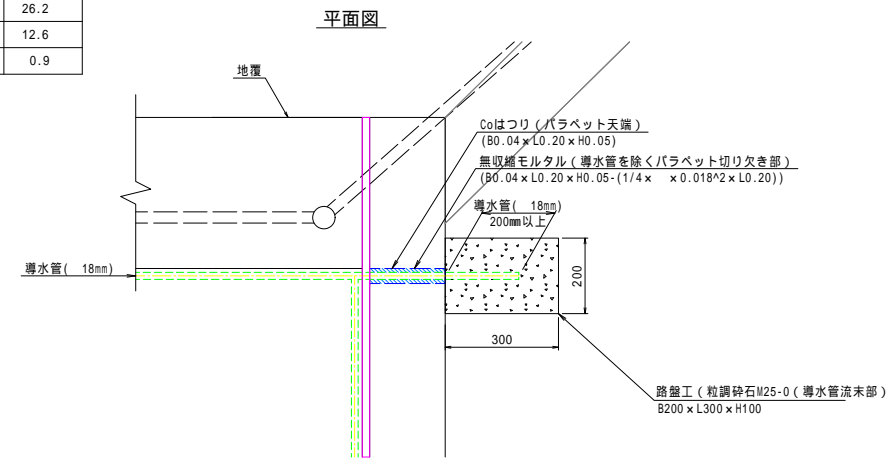 26.2
12.6
0.9
平面図
地覆
Coはつり(パラペット天端)
(B0.04×L0.20×H0.05)
無収縮モルタル(導水管を除くパラペット切り欠き部)
(B0.04×L0.20×H0.05-(1/4× ×0.018^2×L0.20))
導水管( 18mm)
200mm以上
導水管( 18mm)
200
300
路盤工(粒調砕石M25-0(導水管流末部)
B200×L300×H100